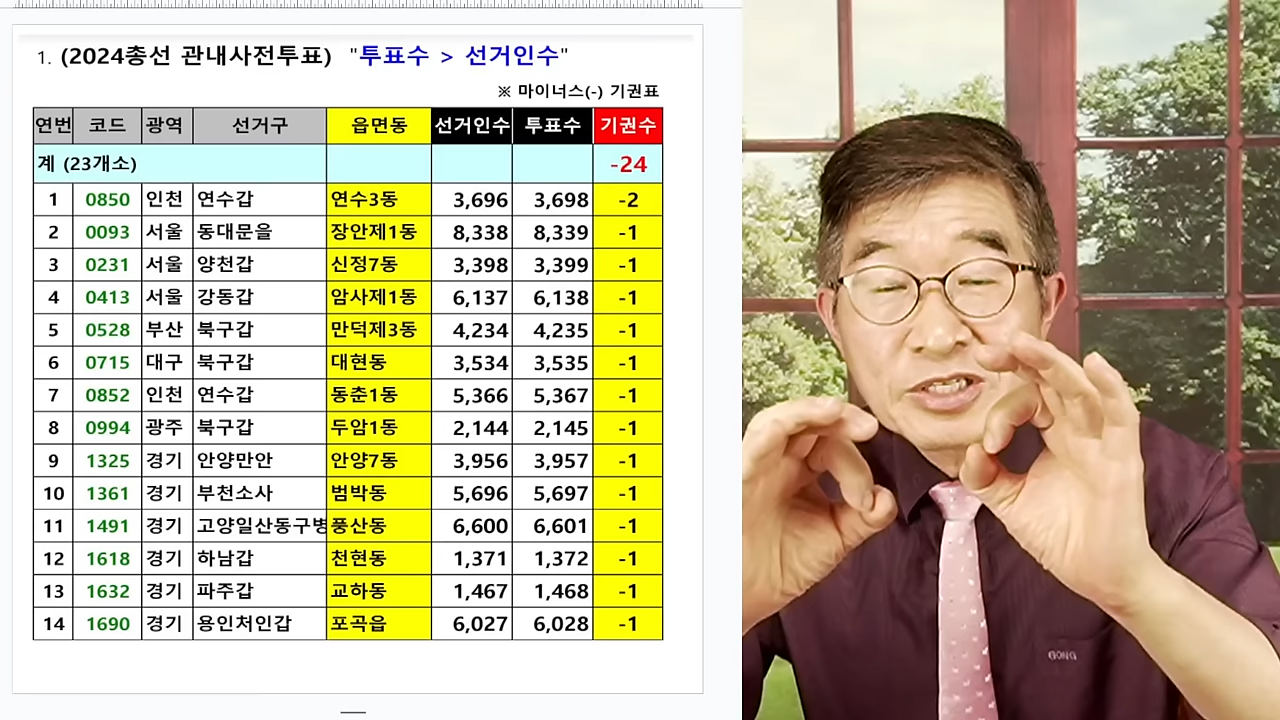 1. (2024총선 관내사전투표) "투표수 > 선거인수"
※ 마이너스(-) 기권표
연번 코드 광역 선거구 읍면동 선거인수 투표수 기권수
계 (23개소) -24
1 0850 인천 연수갑 연수3동 3,696 3,698 -2
2 0093 서울 동대문을 장안제1동 8,338 8,339 -1
3 0231 서울 양천갑 신정7동 3,398 3,399 -1
4 0413 서울 강동갑 암사제1동 6,137 6,138 -1
5 0528 부산 북구갑 만덕제3동 4,234 4,235 -1
6 0715 대구 북구갑 대현동 3,534 3,535 -1
7 0852 인천 연수갑 동춘1동 5,366 5,367 -1
8 0994 광주 북구갑 두암1동 2,144 2,145 -1
9 1325 경기 안양만안 안양7동 3,956 3,957 -1
10 1361 경기 부천소사 범박동 5,696 5,697 -1
11 1491 경기 고양일산동구병 풍산동 6,600 6,601 -1
12 1618 경기 하남갑 천현동 1,371 1,372 -1
13 1632 경기 파주갑 교하동 1,467 1,468 -1
14 1690 경기 용인처인갑 포곡읍 6,027 6,028 -1
GONG